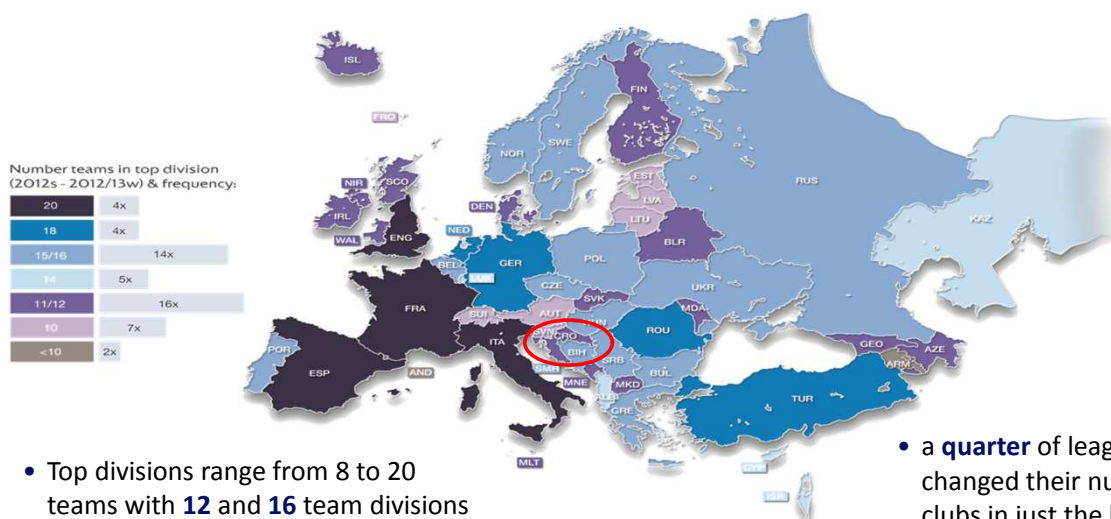 ISL
FIN
FRO
NOR
SWE
RUS
Number teams in top division
(2012s - 2012/13w) & frequency:
20 4x
18 4x
15/16 14x
14 5x
11/12 16x
10 7x
<10 2x
NIR
SCO
IRL
WAL
ENG
DEN
NED
EST
LVA
LTU
BLR
KAZ
BEL
GER
LUX
POL
CZE
UKR
FRA
SUI
AUT
SVK
MDA
ROU
ITA
SVN
CRO
BIH
SRB
BUL
POR
ESP
AND
SMR
MNE
MKD
ALB
GRE
TUR
GEO
ARM
AZE
MLT
CYP
ISR
• Top divisions range from 8 to 20
teams with 12 and 16 team divisions
• a quarter of leag
changed their nu
clubs in just the